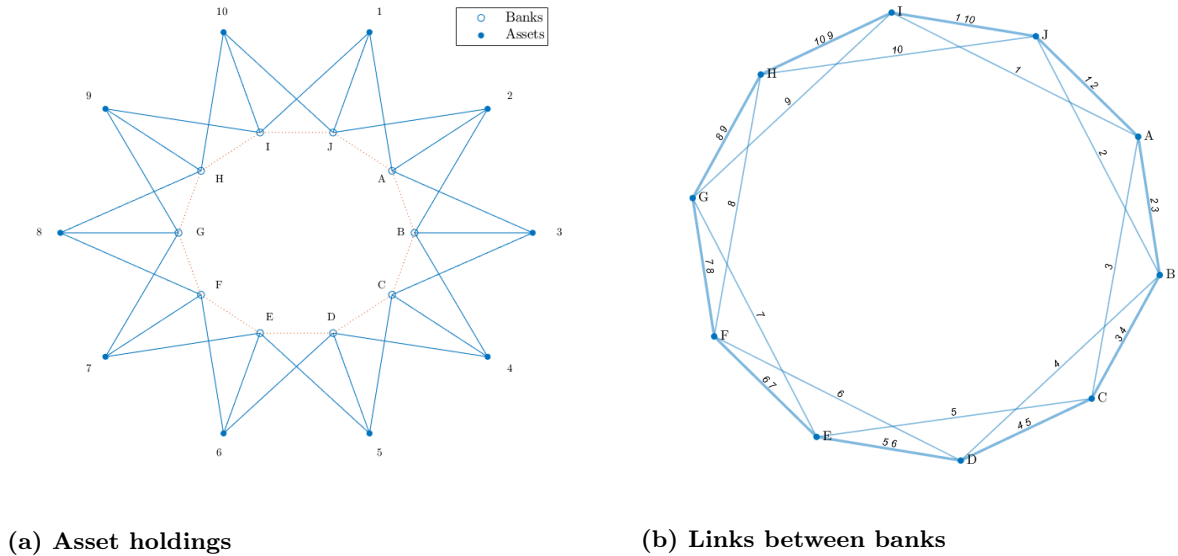 10
1
Banks
Assets
9
2
I
J
H
A
8
G
B
3
F
C
E
D
7
4
6
5
(a) Asset holdings
I
1 10
J
10 9
10
H
1
1 2
9
A
8 9
2
G
8
2 3
3
B
7 8
7
F
4
3 4
6 7
6
5
C
E
5 6
4 5
D
(b) Links between banks